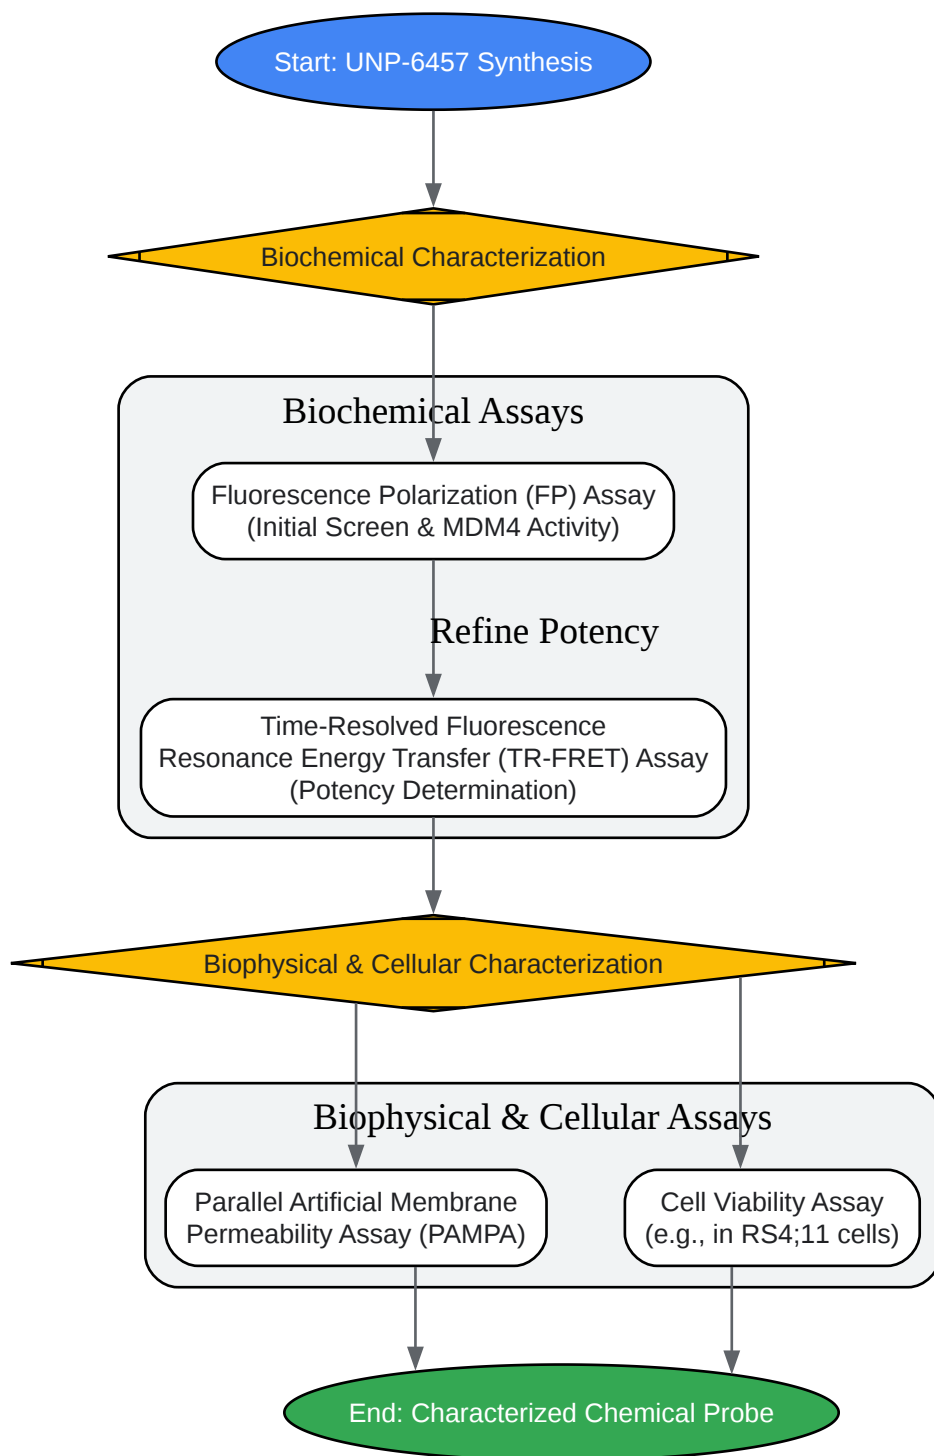 Start: UNP-6457 Synthesis
Biochemical Characterization
Biochemical Assays
Fluorescence Polarization (FP) Assay
(Initial Screen & MDM4 Activity)
Refine Potency
Time-Resolved Fluorescence
Resonance Energy Transfer (TR-FRET) Assay
(Potency Determination)
Biophysical & Cellular Characterization
Biophysical & Cellular Assays
Parallel Artificial Membrane
Permeability Assay (PAMPA)
Cell Viability Assay
(e.g., in RS4;11 cells)
End: Characterized Chemical Probe